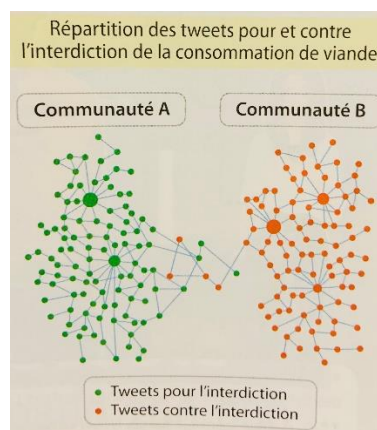 Répartition des tweets pour et contre
l'interdiction de la consommation de viande
Communauté A
Communauté B
Tweets pour l'interdiction
Tweets contre l'interdiction